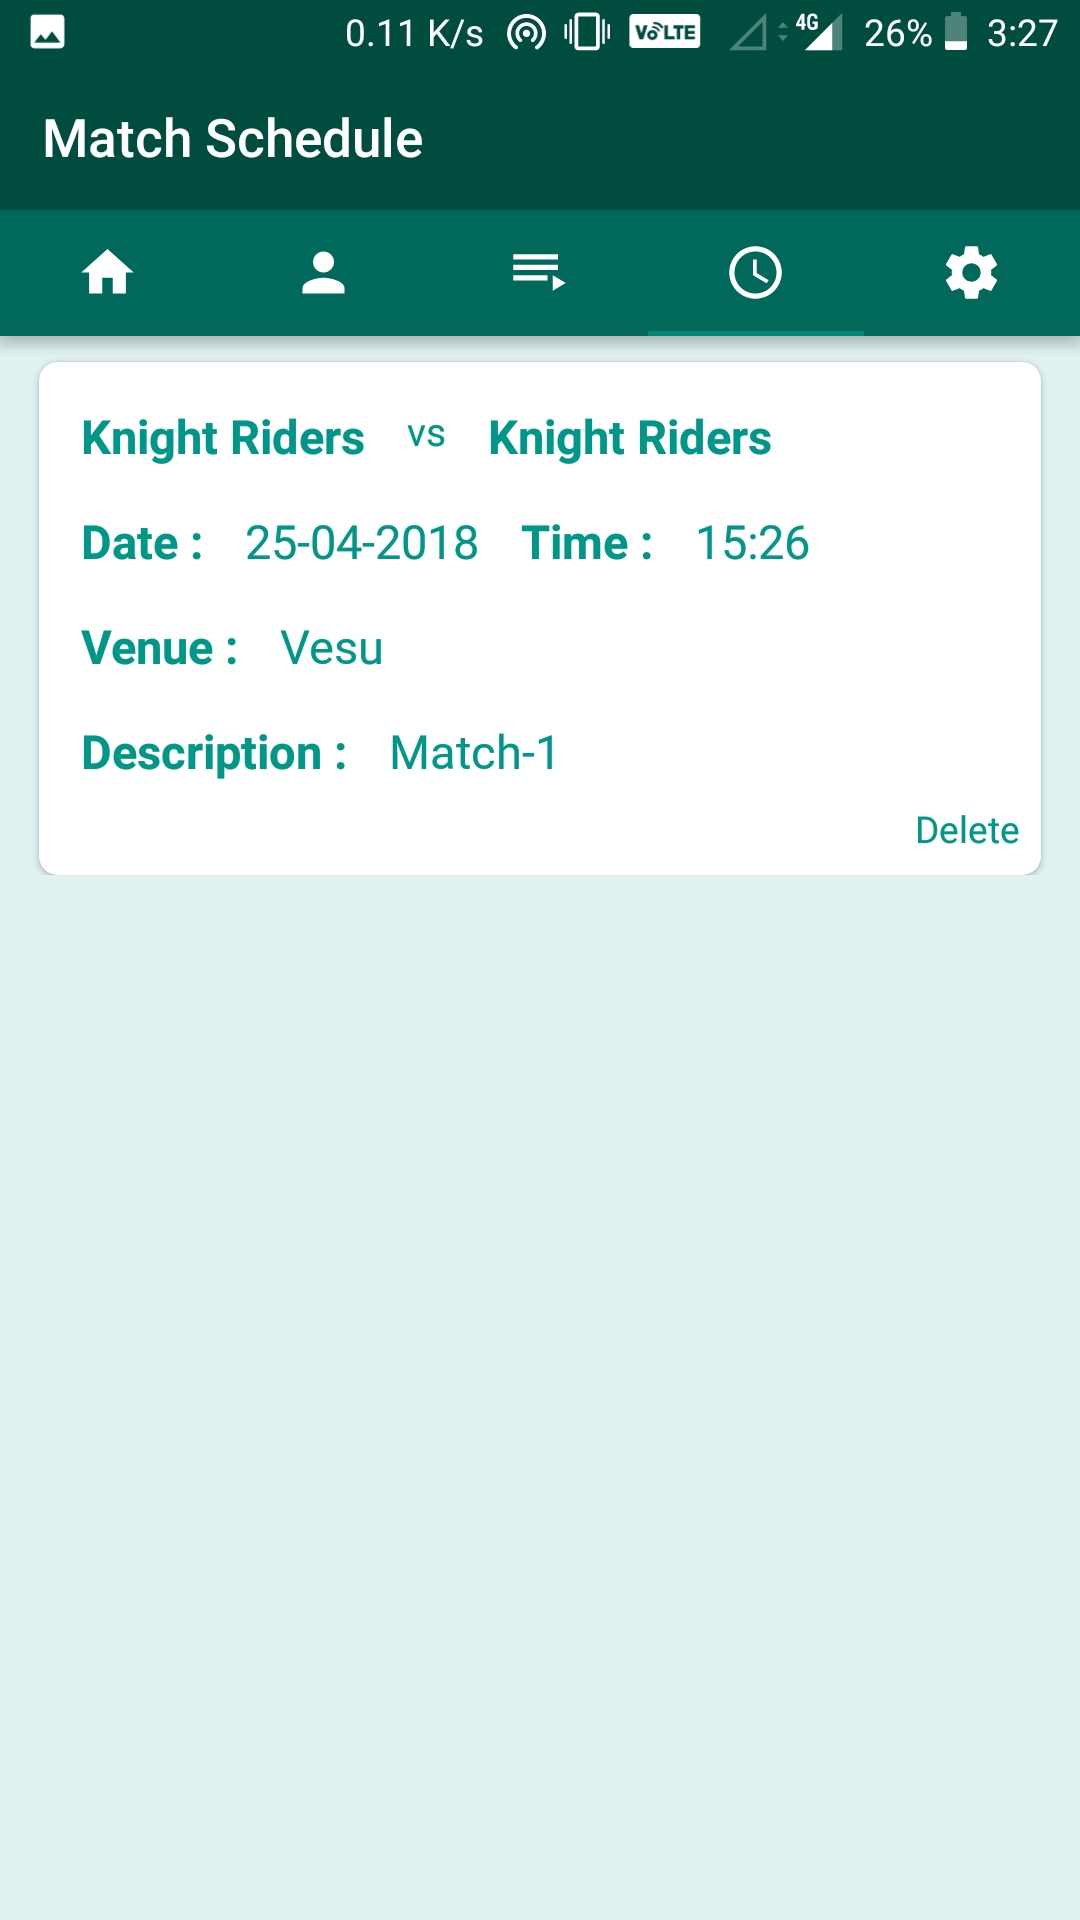 0.11 K/s VoLTE 4G 26% 3:27
Match Schedule
Knight Riders vs Knight Riders
Date : 25-04-2018 Time : 15:26
Venue : Vesu
Description : Match-1
Delete